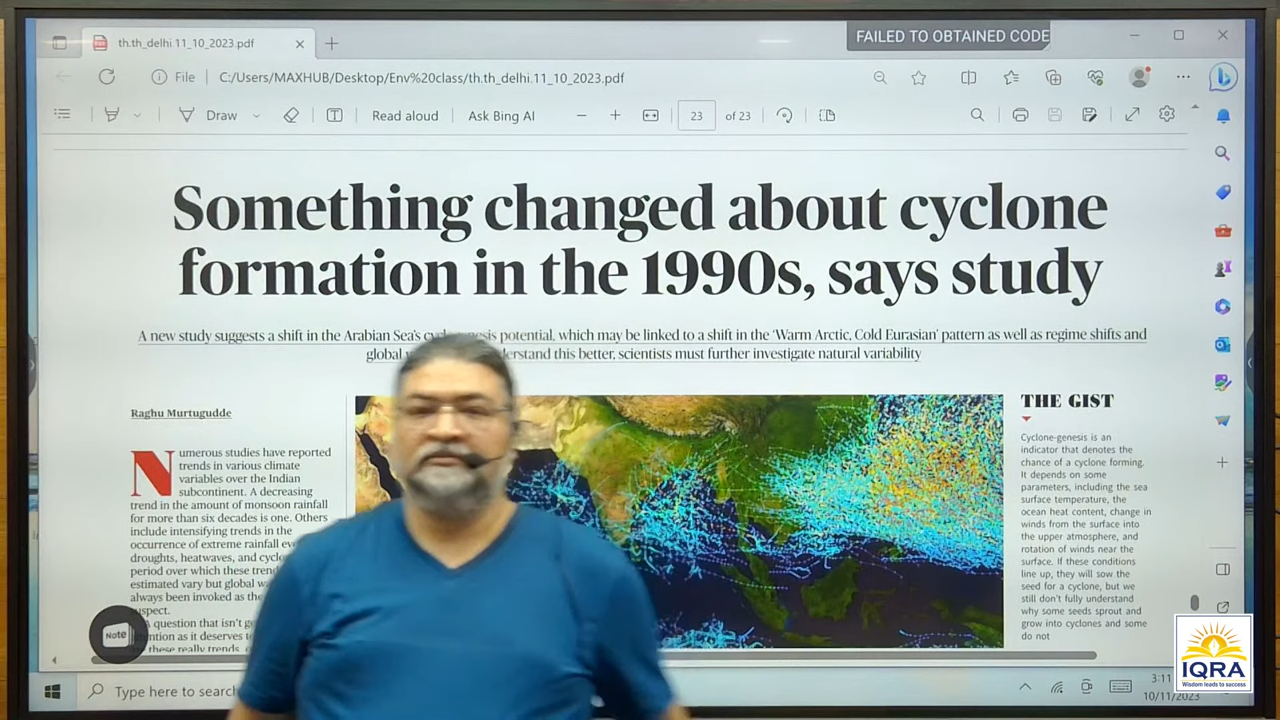 th.th_delhi 11_10_2023.pdf
FAILED TO OBTAINED CODE
File
C:/Users/MAXHUB/Desktop/Env%20class/th.th_delhi.11_10_2023.pdf
Draw
Read aloud
Ask Bing AI
23
of 23
Something changed about cyclone
formation in the 1990s, says study
A new study suggests a shift in the Arabian Sea's potential, which may be linked to a shift in the 'Warm Arctic, Cold Eurasian' pattern as well as regime shifts and
global this better, scientists must further investigate natural variability
Raghu Murtugudde
Numerous studies have reported
trends in various climate
variables over the Indian
subcontinent. A decreasing
trend in the amount of monsoon rainfall
for more than six decades is one. Others
include intensifying trends in the
occurrence of extreme rainfall
droughts, heatwaves, and
period over which these
estimated vary but global
always been invoked as the
suspect.
A question that isn't
as it deserves
these really
THE GIST
Cyclone-genesis is an
indicator that denotes the
chance of a cyclone forming.
It depends on some
parameters, including the sea
surface temperature, the
ocean heat content, change in
winds from the surface into
the upper atmosphere, and
rotation of winds near the
surface. If these conditions
line up, they will sow the
seed for a cyclone, but we
still don't fully understand
why some seeds sprout and
grow into cyclones and some
do not
Note
Type here to search
3:11
10/11/2023
IQRA
Wisdom leads to success